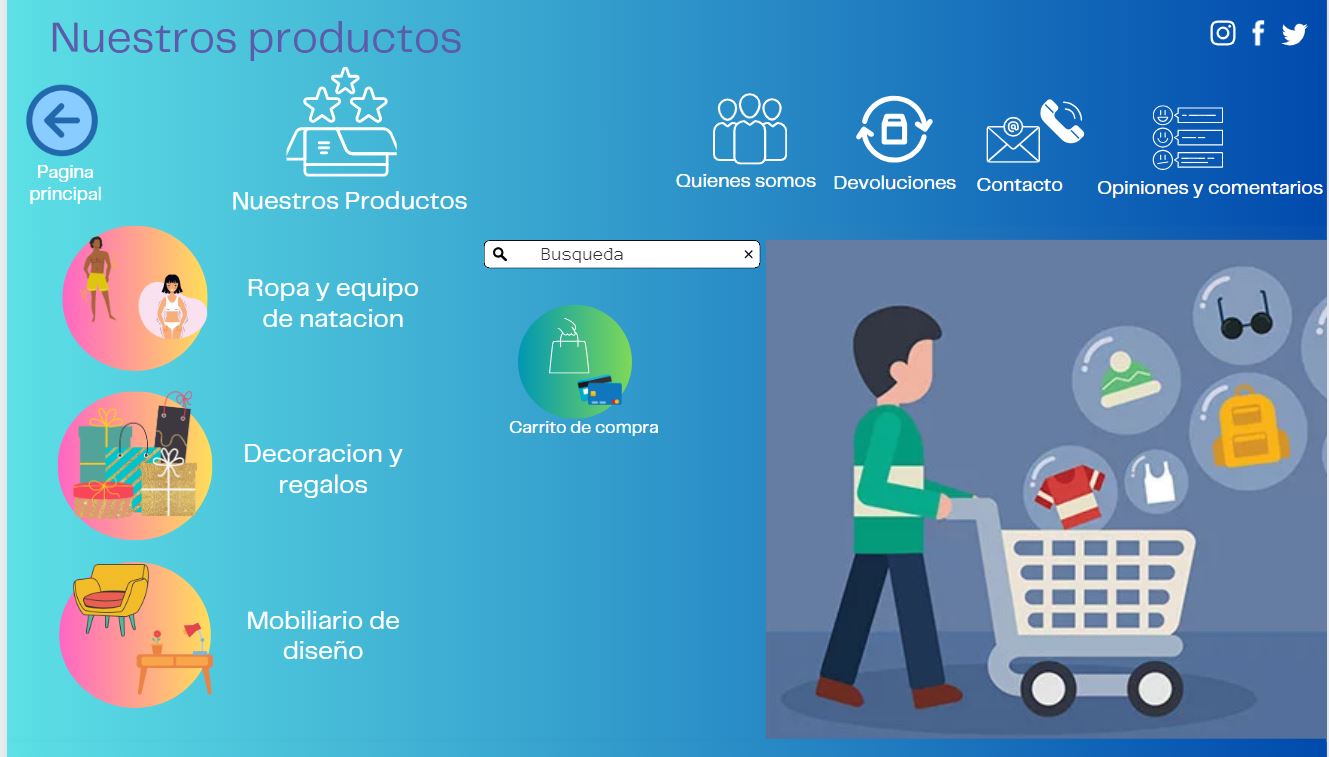 Nuestros productos
Pagina
principal
Nuestros Productos
Quienes somos
Devoluciones
Contacto
Opiniones y comentarios
Busqueda
Ropa y equipo
de natacion
Carrito de compra
Decoracion y
regalos
Mobiliario de
diseño